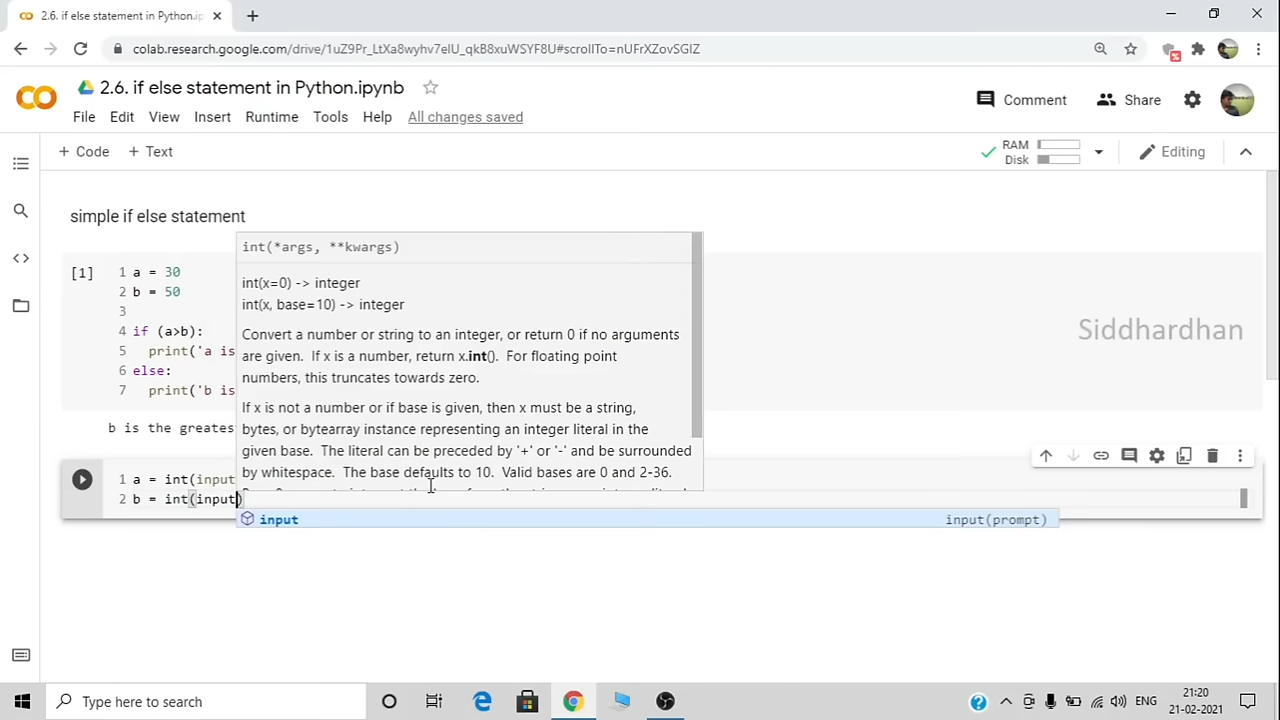 2.6. if else statement in Python.ip
colab.research.google.com/drive/1uZ9Pr_LtXa8wyhv7elU_qkB8xuWSYF8U#scrollTo=nUFrXZovSGIZ
2.6. if else statement in Python.ipynb
File Edit View Insert Runtime Tools Help All changes saved
Comment Share
+ Code + Text
RAM
Disk
Editing
simple if else statement
int(*args, **kwargs)
[1] 1 a = 30
2 b = 50
3
4 if (a>b):
5 print('a is
6 else:
7 print('b is
int(x=0) -> integer
int(x, base=10) -> integer
Convert a number or string to an integer, or return 0 if no arguments
are given. If x is a number, return x.int(). For floating point
numbers, this truncates towards zero.
If x is not a number or if base is given, then x must be a string,
bytes, or bytearray instance representing an integer literal in the
given base. The literal can be preceded by '+' or '-' and be surrounded
by whitespace. The base defaults to 10. Valid bases are 0 and 2-36.
Siddhardhan
b is the greates
1 a = int(input
2 b = int(input)
input input(prompt)
Type here to search
ENG
21:20
21-02-2021